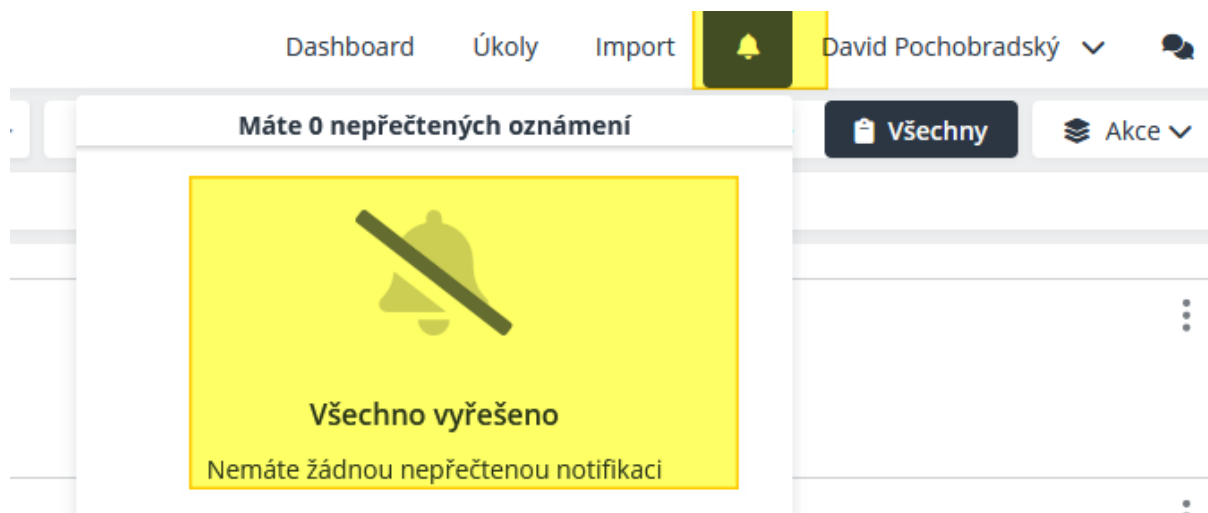 Dashboard Úkoly Import David Pochobradský
Máte 0 nepřečtených oznámení
Všechny Akce
Všechno vyřešeno
Nemáte žádnou nepřečtenou notifikaci